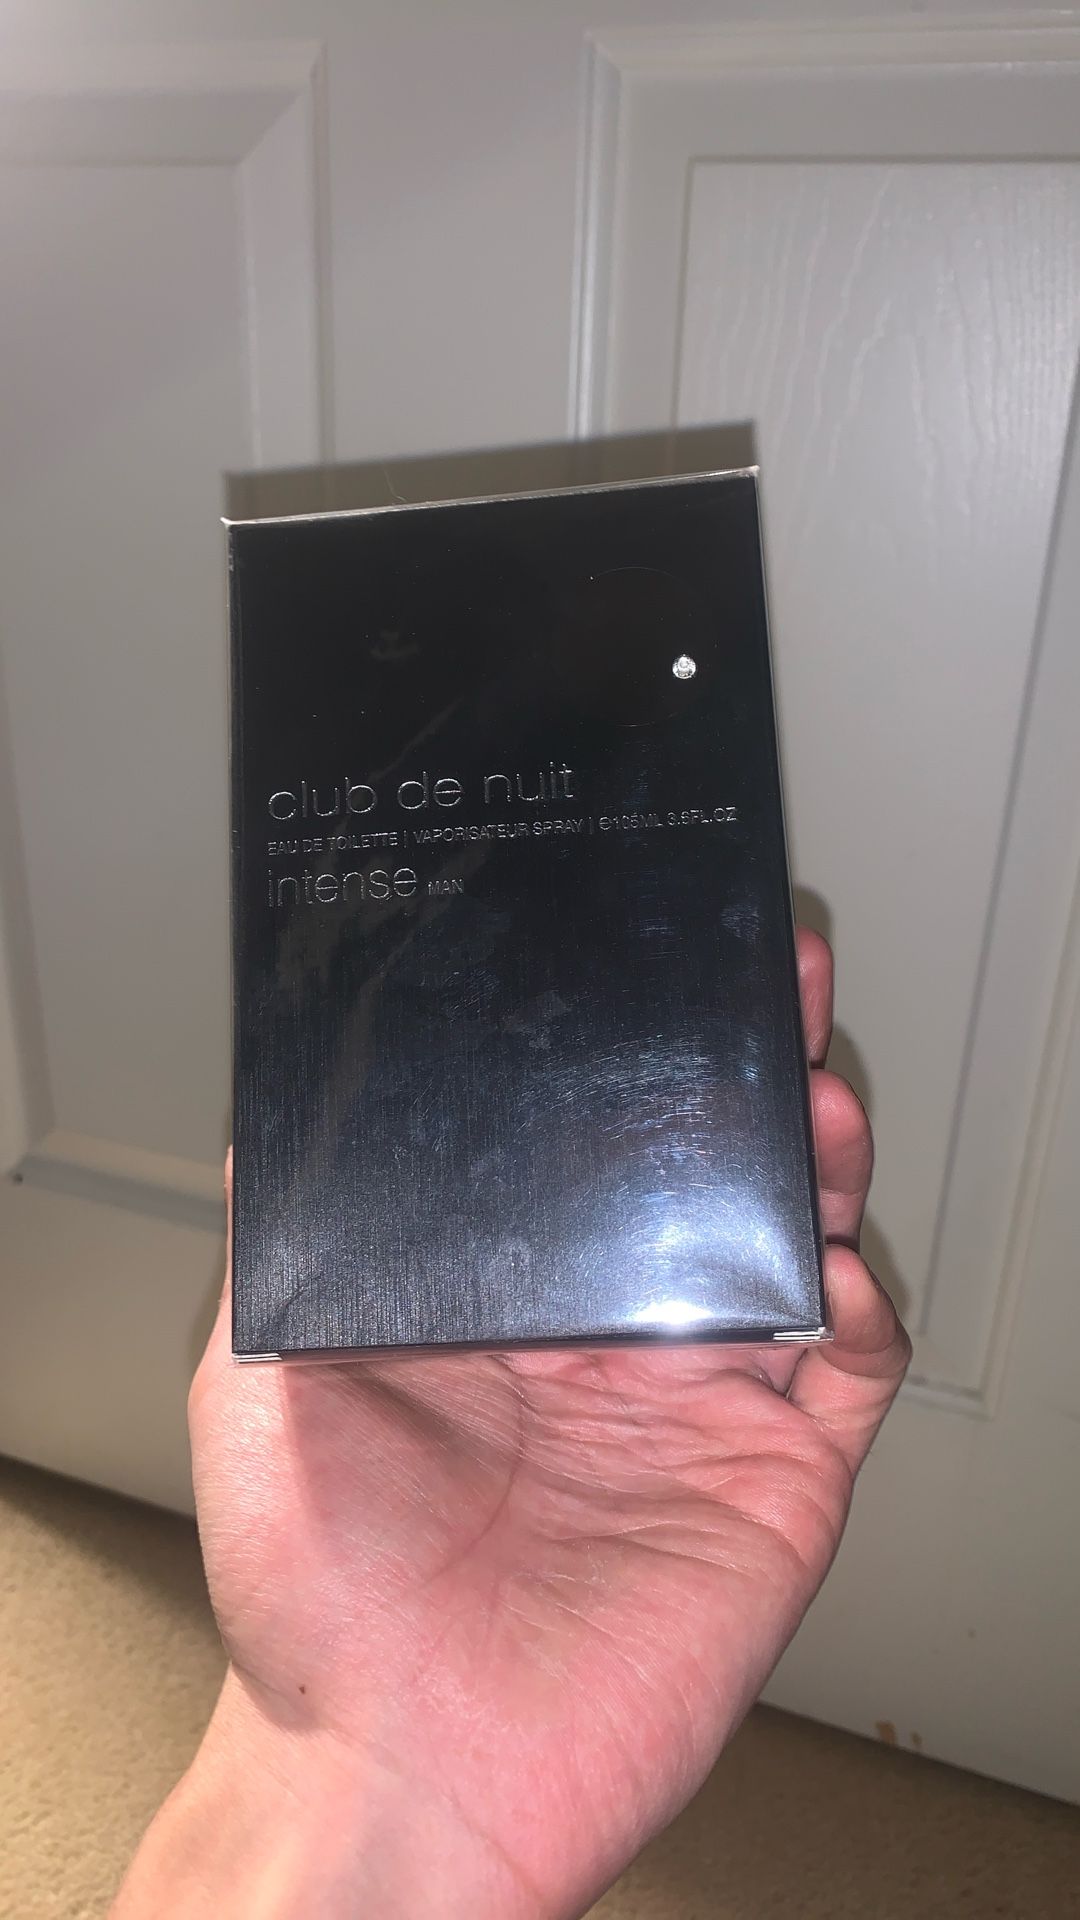 club de nuit
EAU DE TOILETTE | VAPORISATEUR SPRAY | ℮105ML 3.6FL.OZ
intense MAN